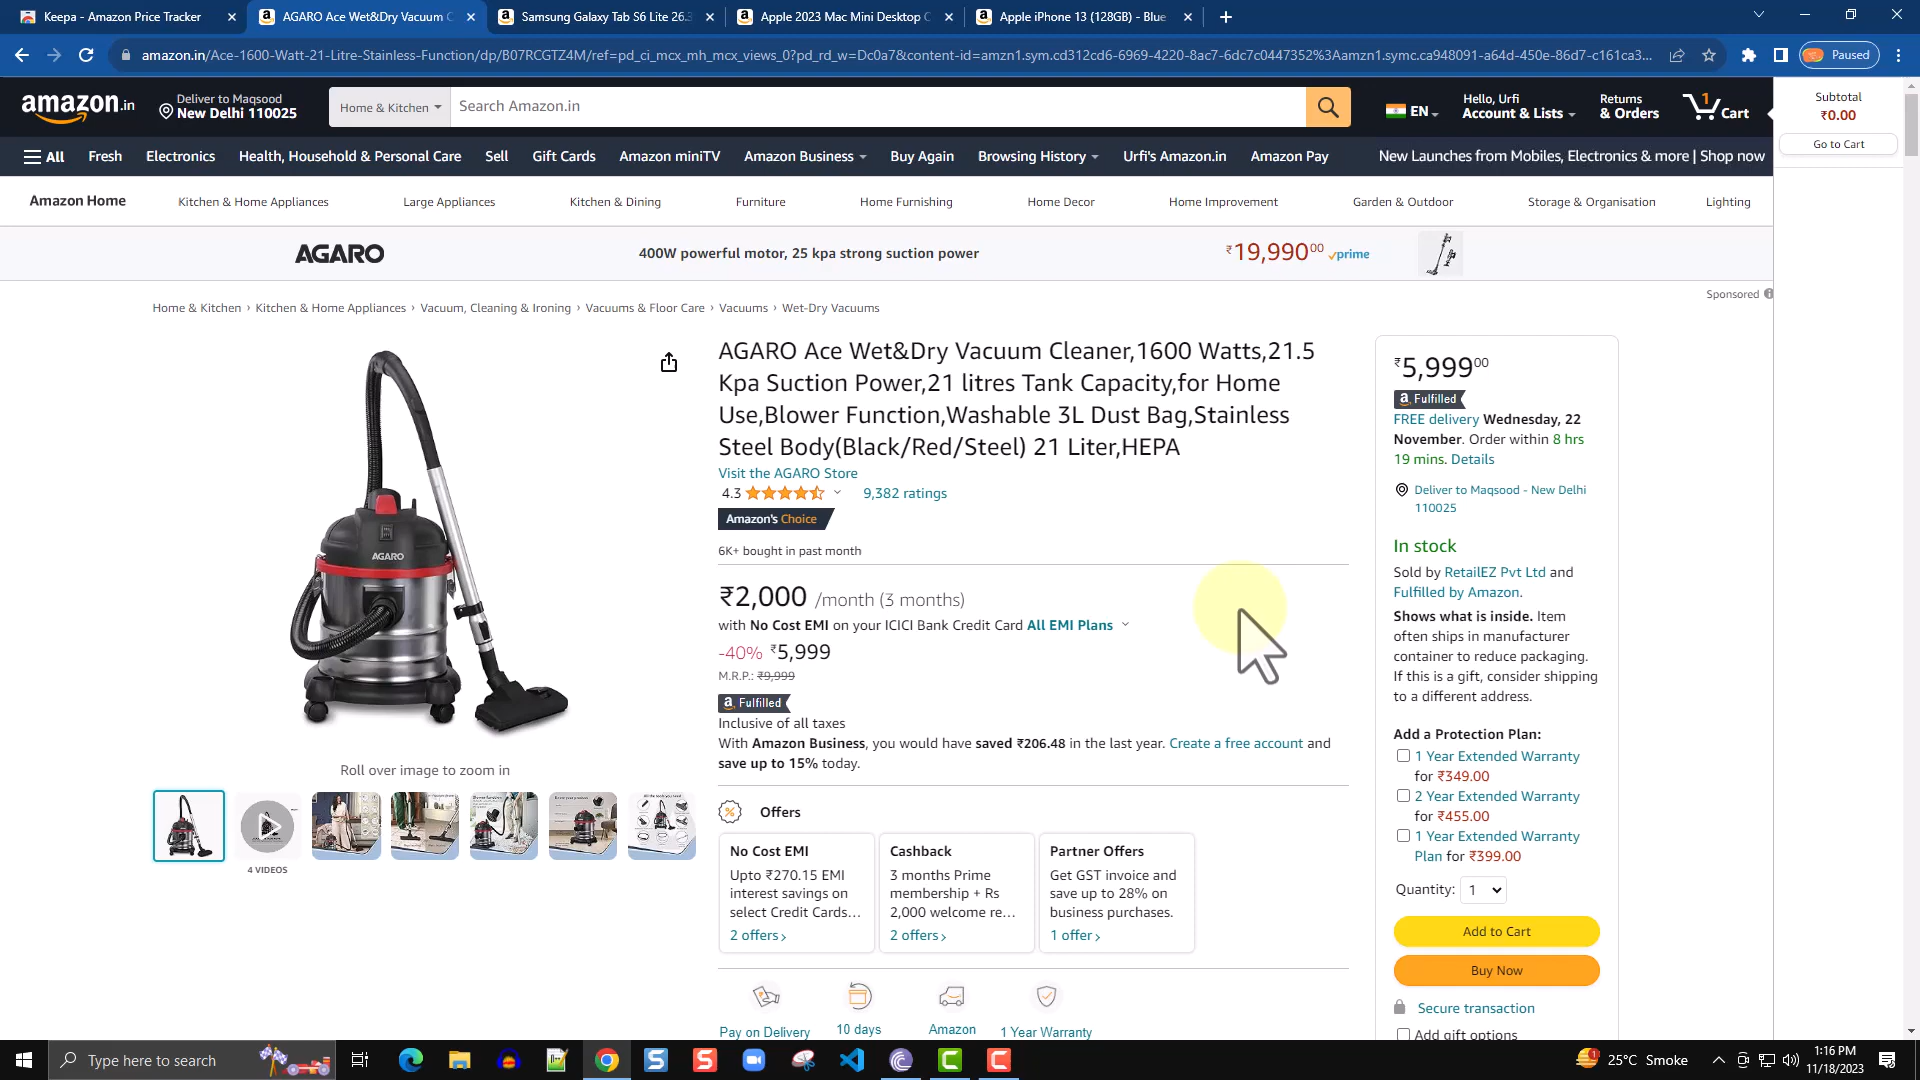 Keepa - Amazon Price Tracker
AGARO Ace Wet&Dry Vacuum C
Samsung Galaxy Tab S6 Lite 26.3
Apple 2023 Mac Mini Desktop C
Apple iPhone 13 (128GB) - Blue
amazon.in/Ace-1600-Watt-21-Litre-Stainless-Function/dp/B07RCGTZ4M/ref=pd_ci_mcx_mh_mcx_views_0?pd_rd_w=Dc0a7&content-id=amzn1.sym.cd312cd6-6969-4220-8ac7-6dc7c0447352%3Aamzn1.symc.ca948091-a64d-450e-86d7-c161ca3...
Paused
amazon.in
Deliver to Maqsood
New Delhi 110025
Home & Kitchen
Search Amazon.in
EN
Hello, Urfi
Account & Lists
Returns
& Orders
1
Cart
Subtotal
₹0.00
Go to Cart
All
Fresh
Electronics
Health, Household & Personal Care
Sell
Gift Cards
Amazon miniTV
Amazon Business
Buy Again
Browsing History
Urfi's Amazon.in
Amazon Pay
New Launches from Mobiles, Electronics & more | Shop now
Amazon Home
Kitchen & Home Appliances
Large Appliances
Kitchen & Dining
Furniture
Home Furnishing
Home Decor
Home Improvement
Garden & Outdoor
Storage & Organisation
Lighting
AGARO
400W powerful motor, 25 kpa strong suction power
₹19,990⁰⁰ prime
Sponsored
Home & Kitchen › Kitchen & Home Appliances › Vacuum, Cleaning & Ironing › Vacuums & Floor Care › Vacuums › Wet-Dry Vacuums
AGARO
Roll over image to zoom in
4 VIDEOS
AGARO Ace Wet&Dry Vacuum Cleaner,1600 Watts,21.5
Kpa Suction Power,21 litres Tank Capacity,for Home
Use,Blower Function,Washable 3L Dust Bag,Stainless
Steel Body(Black/Red/Steel) 21 Liter,HEPA
Visit the AGARO Store
4.3
9,382 ratings
Amazon's Choice
6K+ bought in past month
₹2,000 /month (3 months)
with No Cost EMI on your ICICI Bank Credit Card All EMI Plans
-40% ₹5,999
M.R.P.: ₹9,999
a Fulfilled
Inclusive of all taxes
With Amazon Business, you would have saved ₹206.48 in the last year. Create a free account and
save up to 15% today.
% Offers
No Cost EMI
Upto ₹270.15 EMI
interest savings on
select Credit Cards...
2 offers›
Cashback
3 months Prime
membership + Rs
2,000 welcome re...
2 offers›
Partner Offers
Get GST invoice and
save up to 28% on
business purchases.
1 offer›
Pay on Delivery
10 days
Amazon
1 Year Warranty
₹5,999⁰⁰
a Fulfilled
FREE delivery Wednesday, 22
November. Order within 8 hrs
19 mins. Details
Deliver to Maqsood - New Delhi
110025
In stock
Sold by RetailEZ Pvt Ltd and
Fulfilled by Amazon.
Shows what is inside. Item
often ships in manufacturer
container to reduce packaging.
If this is a gift, consider shipping
to a different address.
Add a Protection Plan:
1 Year Extended Warranty
for ₹349.00
2 Year Extended Warranty
for ₹455.00
1 Year Extended Warranty
Plan for ₹399.00
Quantity: 1
Add to Cart
Buy Now
Secure transaction
Add gift options
Type here to search
1
25°C Smoke
1:16 PM
11/18/2023